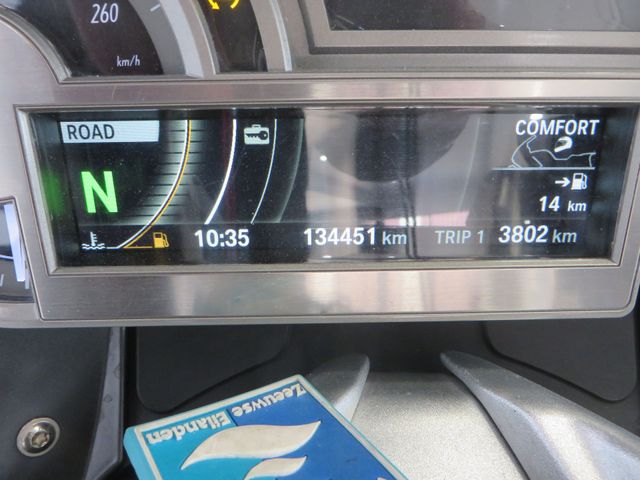 260
km/h
ROAD
COMFORT
N
14 km
10:35 134451 km TRIP 1 3802 km
Zeeuwse Eilanden